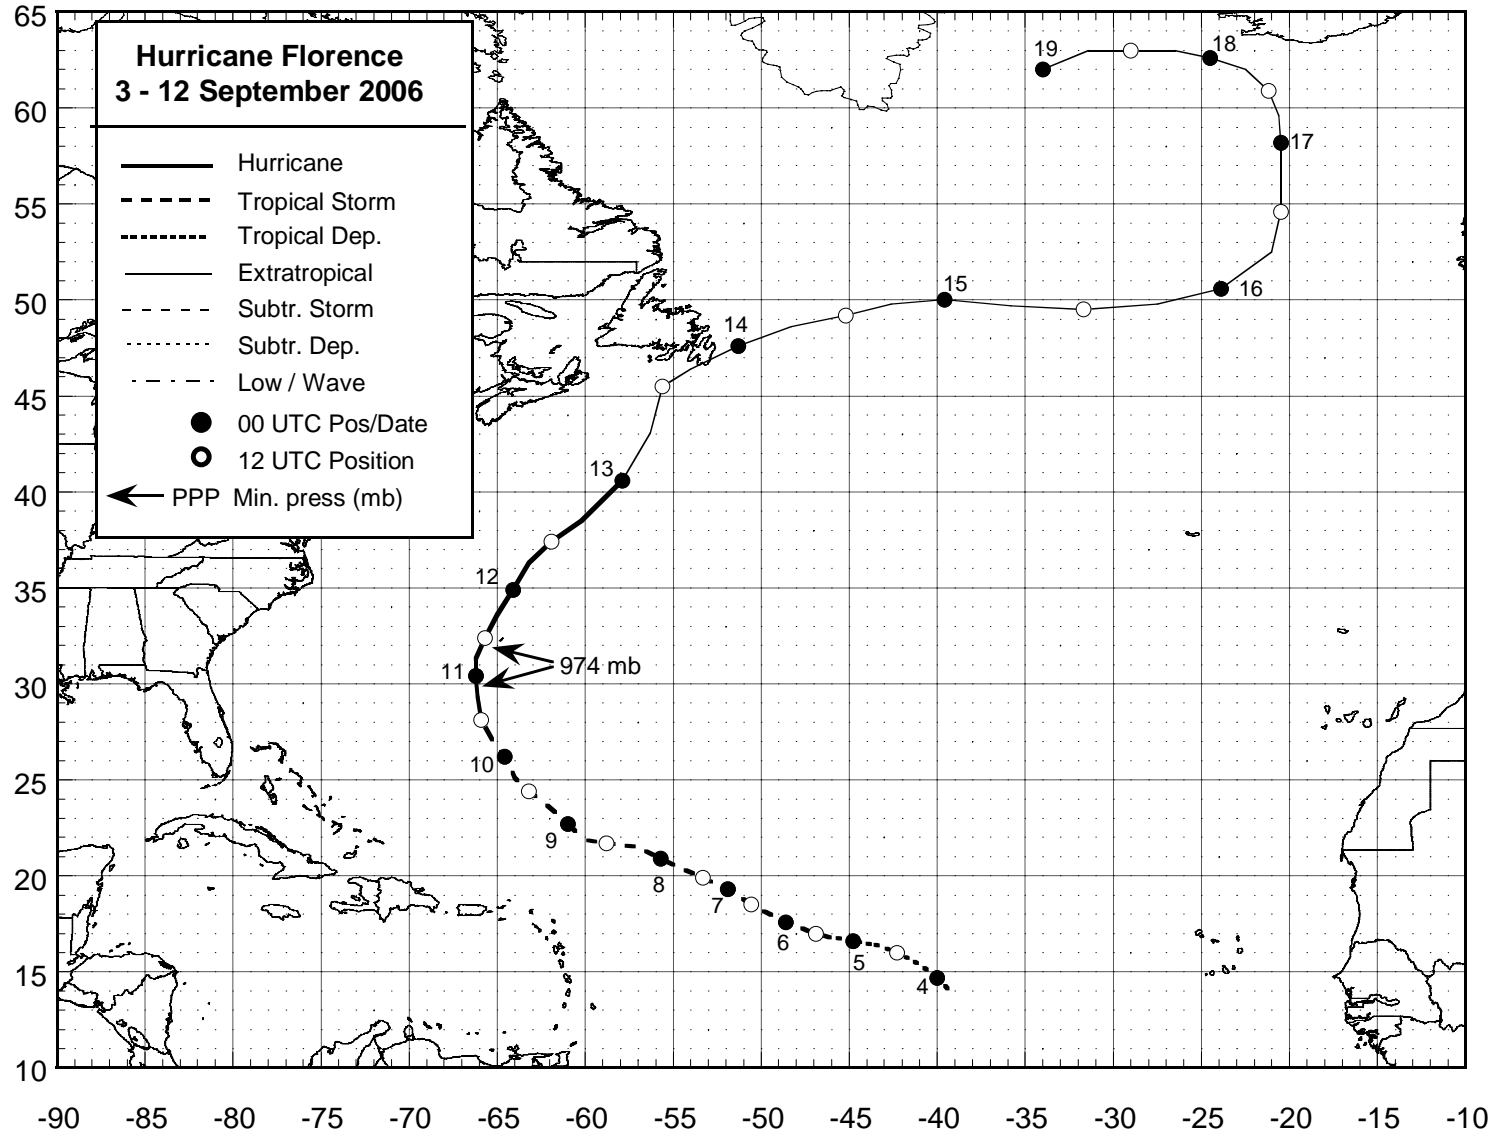 Hurricane Florence
3 - 12 September 2006
Hurricane
Tropical Storm
Tropical Dep.
Extratropical
Subtr. Storm
Subtr. Dep.
Low / Wave
00 UTC Pos/Date
12 UTC Position
PPP Min. press (mb)
65
60
55
50
45
40
35
30
25
20
15
10
-90 -85 -80 -75 -70 -65 -60 -55 -50 -45 -40 -35 -30 -25 -20 -15 -10
19
18
17
16
15
14
13
12
11
974 mb
10
9
8
7
6
5
4